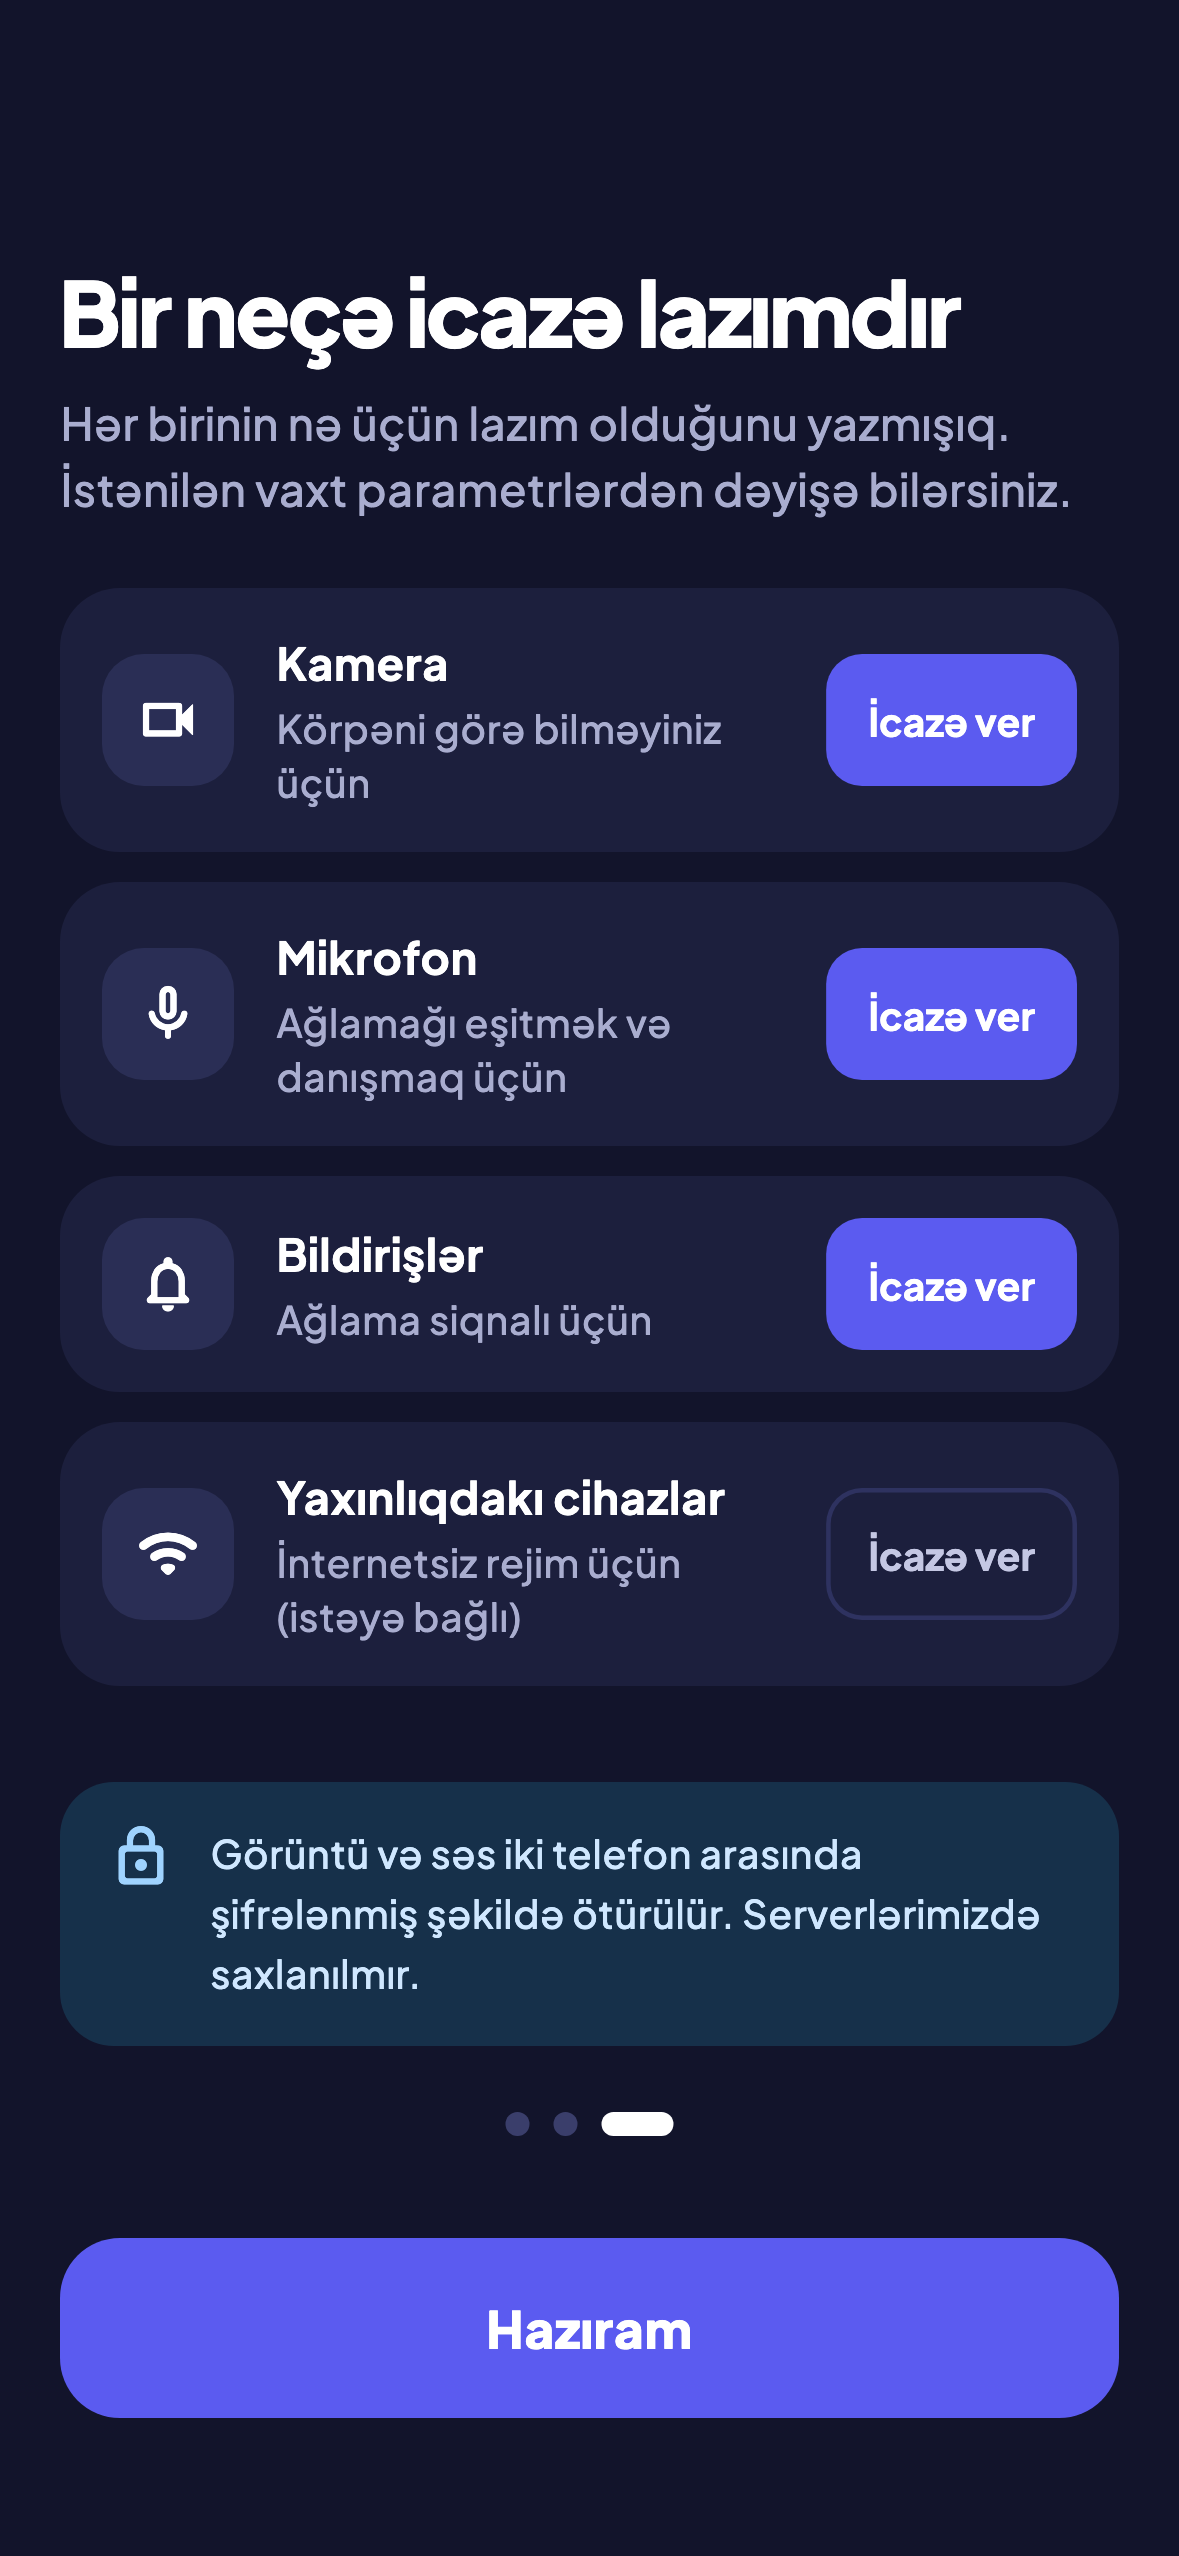 Bir neçə icazə lazımdır
Hər birinin nə üçün lazım olduğunu yazmışıq.
İstənilən vaxt parametrlərdən dəyişə bilərsiniz.
Kamera
Körpəni görə bilməyiniz
üçün
İcazə ver
Mikrofon
Ağlamağı eşitmək və
danışmaq üçün
İcazə ver
Bildirişlər
Ağlama siqnalı üçün
İcazə ver
Yaxınlıqdakı cihazlar
İnternetsiz rejim üçün
(istəyə bağlı)
İcazə ver
Görüntü və səs iki telefon arasında
şifrələnmiş şəkildə ötürülür. Serverlərimizdə
saxlanılmır.
Hazıram